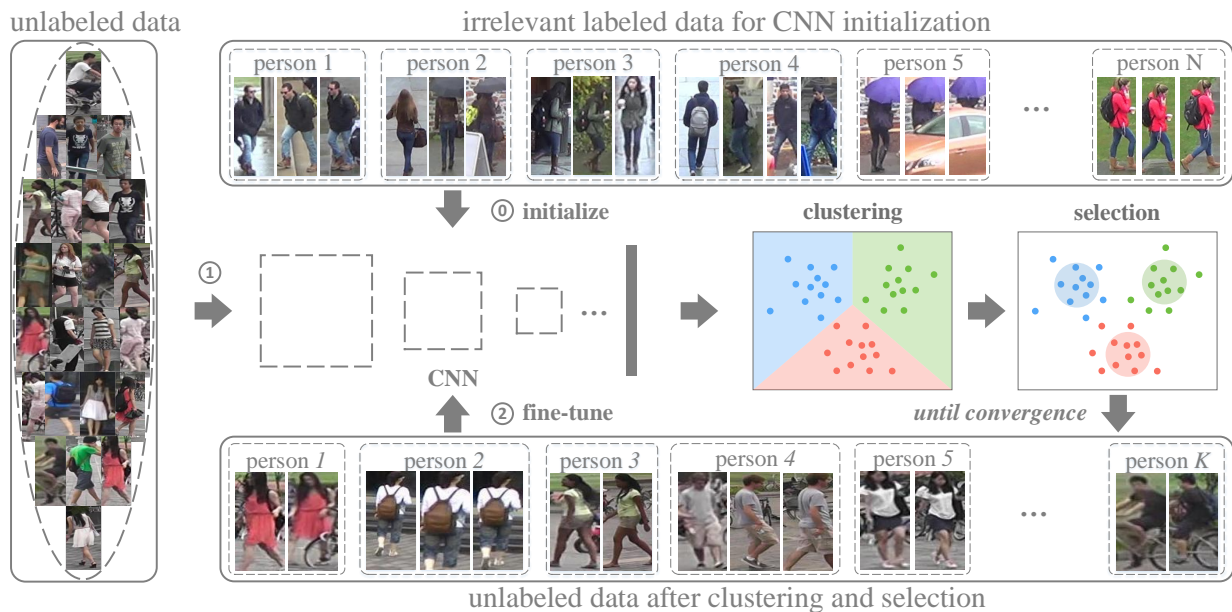 unlabeled data
irrelevant labeled data for CNN initialization
person 1 person 2 person 3 person 4 person 5 ... person N
⓪ initialize
clustering selection
①
...
CNN
② fine-tune
until convergence
person 1 person 2 person 3 person 4 person 5 ... person K
unlabeled data after clustering and selection